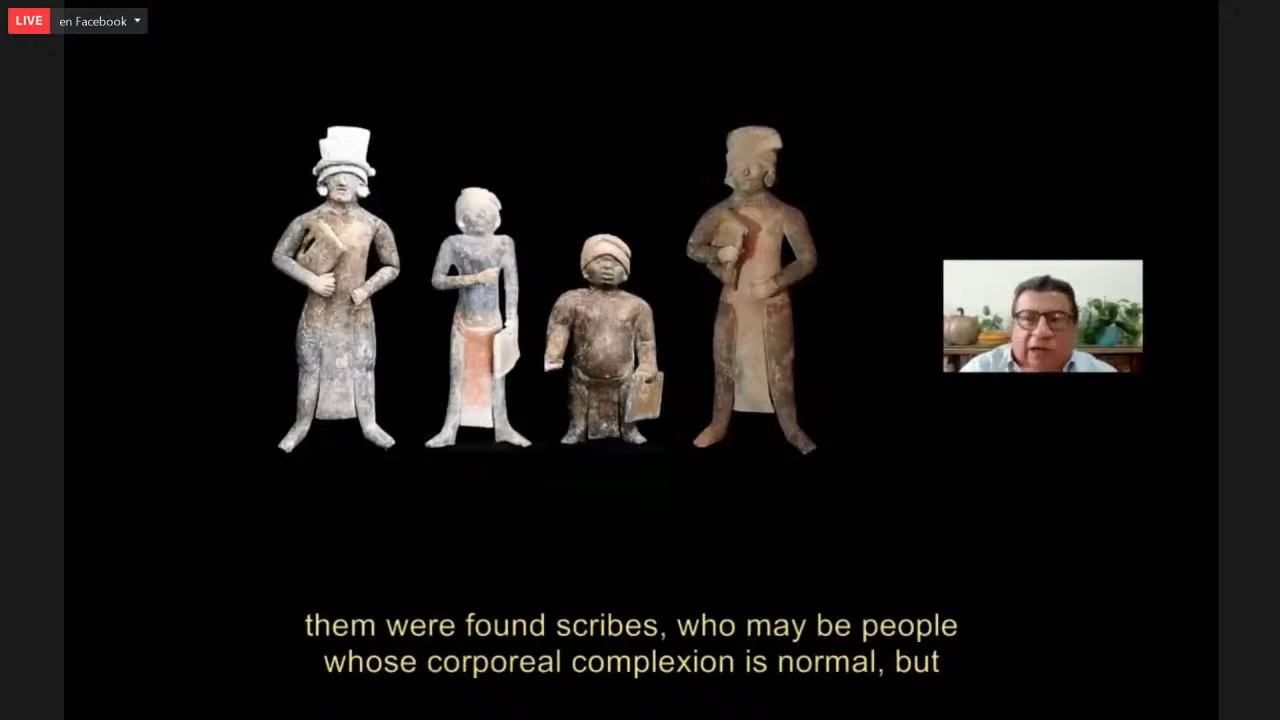 LIVE en Facebook
them were found scribes, who may be people
whose corporeal complexion is normal, but